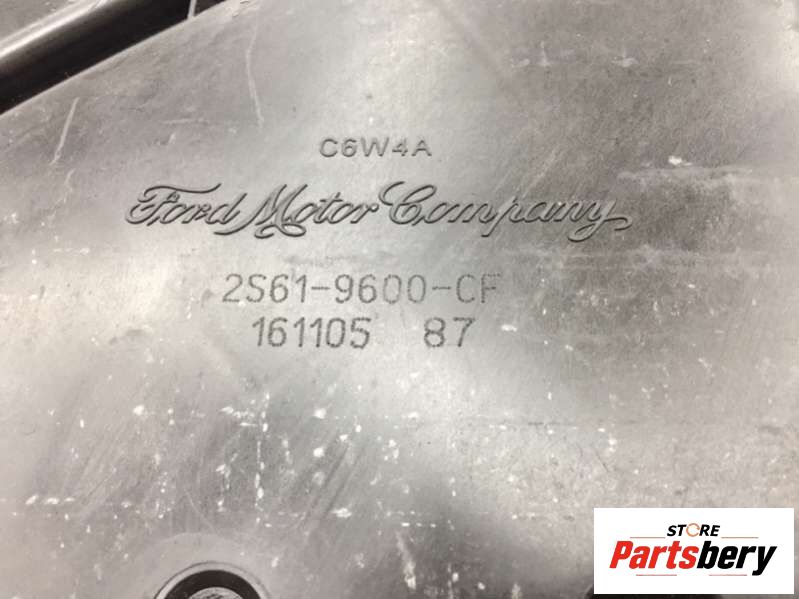 C6W4A
Ford Motor Company
2S61-9600-CF
161105 87
STORE
Partsbery